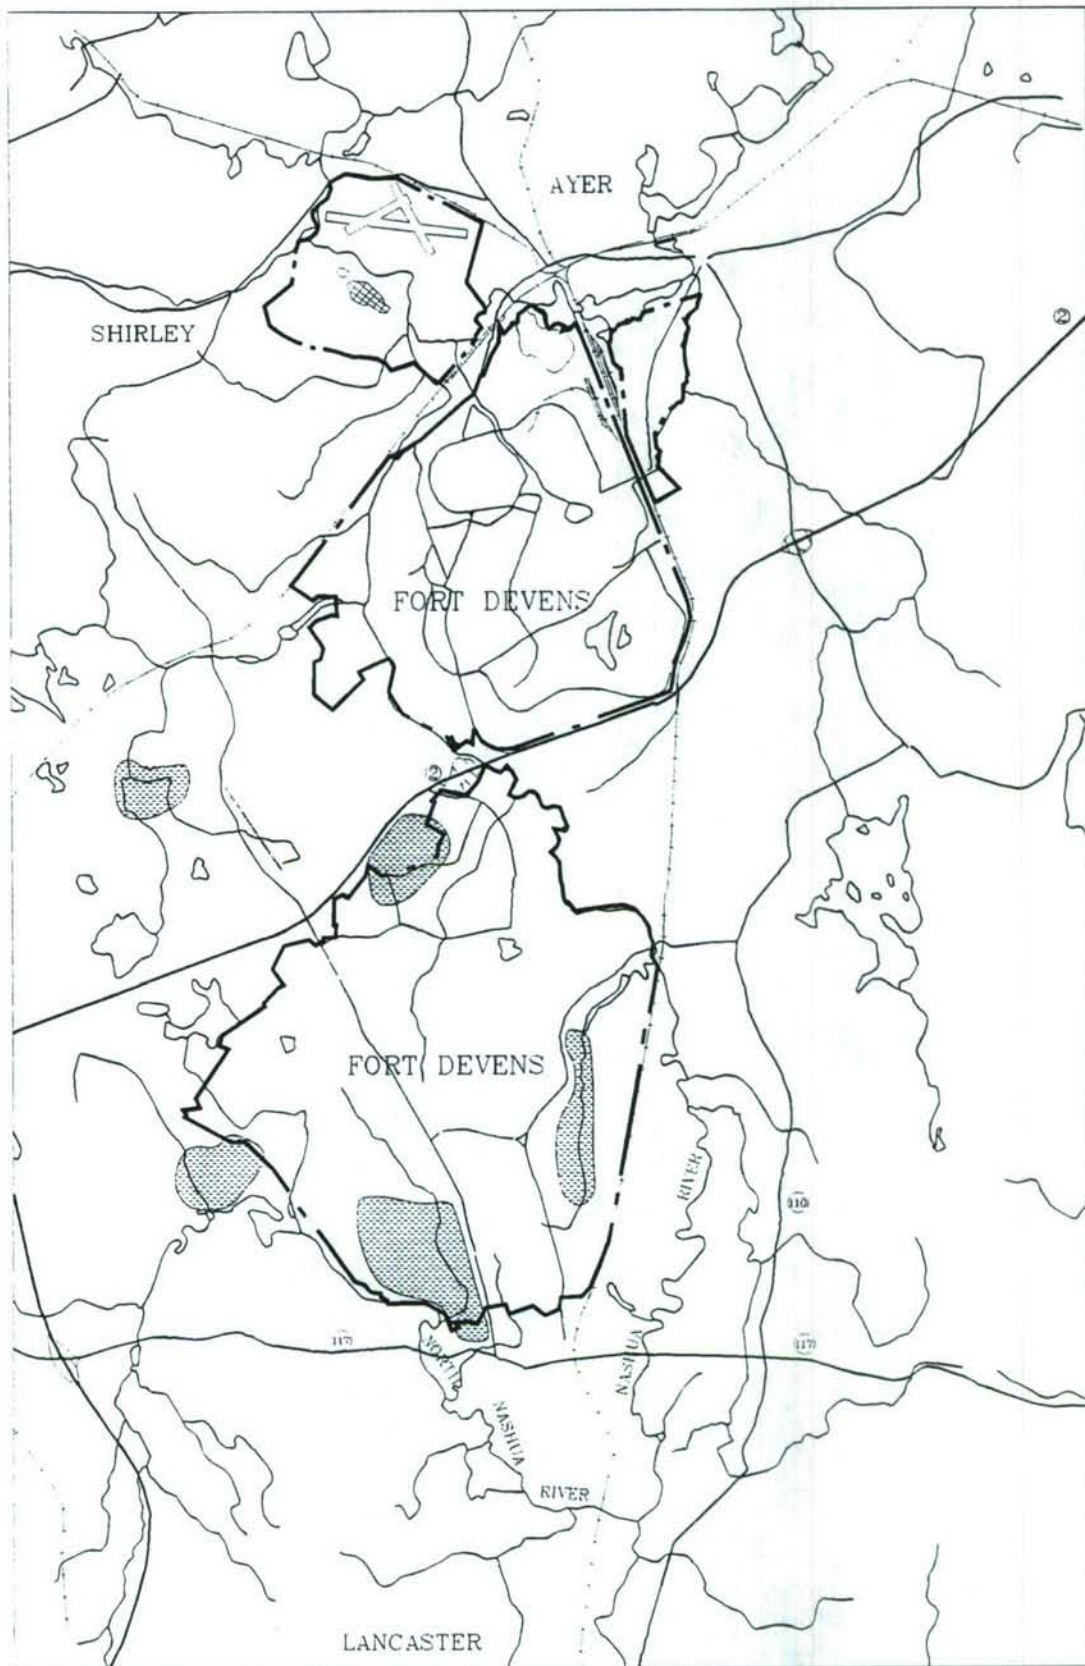 AYER
SHIRLEY
2
FORT DEVENS
2
FORT DEVENS
RIVER
110
117
NORTH
117
NASHUA
NASHUA
RIVER
LANCASTER